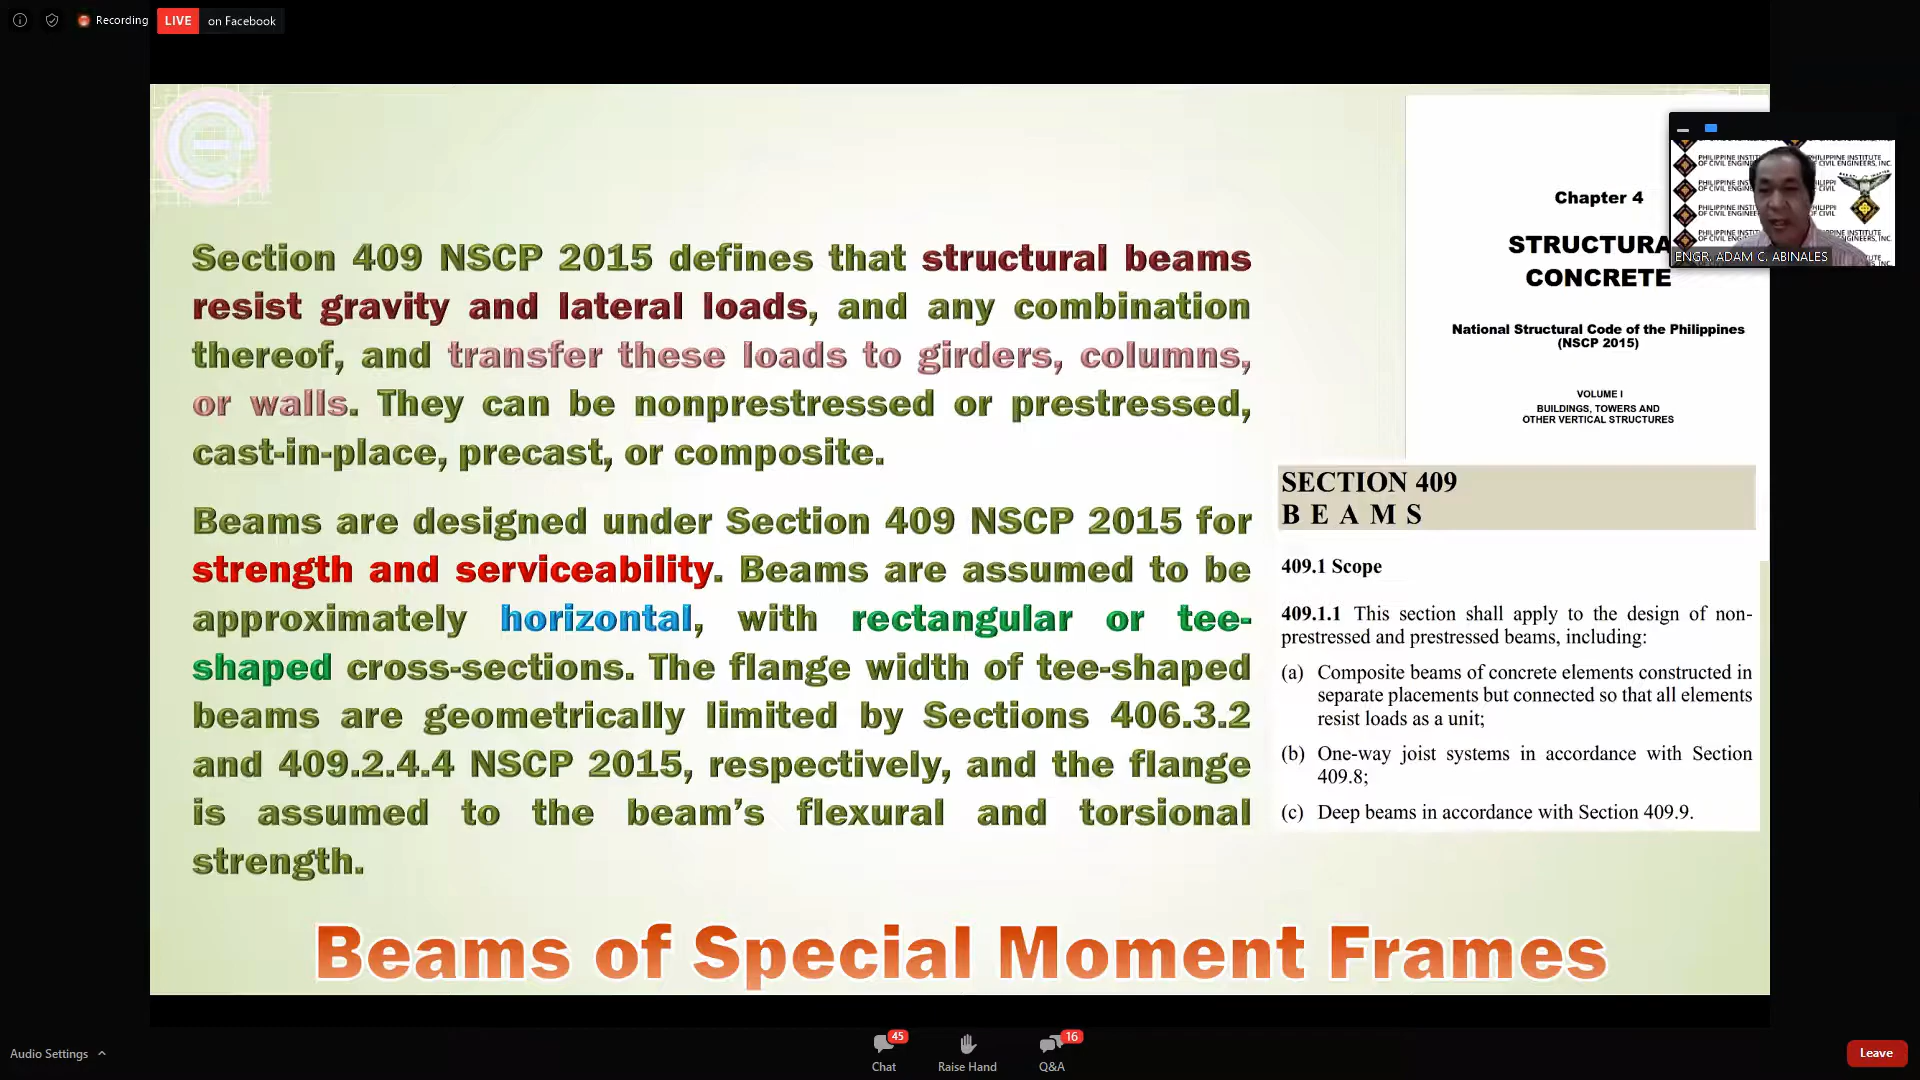 Recording
LIVE on Facebook
Section 409 NSCP 2015 defines that structural beams
resist gravity and lateral loads, and any combination
thereof, and transfer these loads to girders, columns,
or walls. They can be nonprestressed or prestressed,
cast-in-place, precast, or composite.
Beams are designed under Section 409 NSCP 2015 for
strength and serviceability. Beams are assumed to be
approximately horizontal, with rectangular or tee-
shaped cross-sections. The flange width of tee-shaped
beams are geometrically limited by Sections 406.3.2
and 409.2.4.4 NSCP 2015, respectively, and the flange
is assumed to the beam’s flexural and torsional
strength.
Chapter 4
STRUCTURA
CONCRETE
National Structural Code of the Philippines
(NSCP 2015)
VOLUME I
BUILDINGS, TOWERS AND
OTHER VERTICAL STRUCTURES
PHILIPPINE INSTITUTE
OF CIVIL ENGINEERS, INC.
ENGR. ADAM C. ABINALES
SECTION 409
BEAMS
409.1 Scope
409.1.1 This section shall apply to the design of non-
prestressed and prestressed beams, including:
(a) Composite beams of concrete elements constructed in
separate placements but connected so that all elements
resist loads as a unit;
(b) One-way joist systems in accordance with Section
409.8;
(c) Deep beams in accordance with Section 409.9.
Beams of Special Moment Frames
Audio Settings
45
Chat
Raise Hand
16
Q&A
Leave